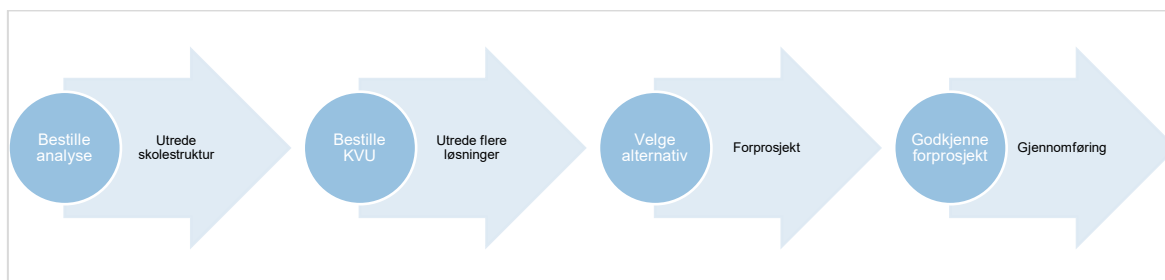 Bestille
analyse
Utrede
skolestruktur
Bestille
KVU
Utrede flere
løsninger
Velge
alternativ
Forprosjekt
Godkjenne
forprosjekt
Gjennomføring